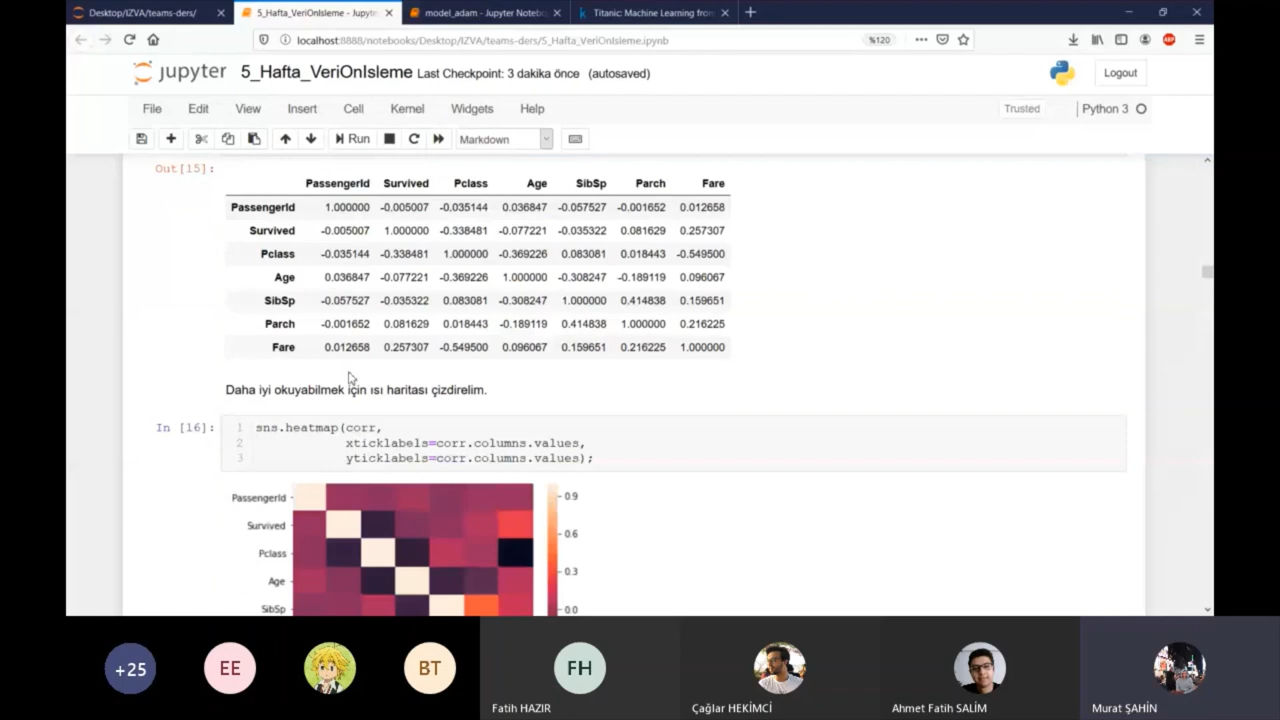 Desktop/IZVA/teams-ders/
5_Hafta_VeriOnIsleme - Jupyte
model_adam - Jupyter Notebook
Titanic: Machine Learning from
localhost:8888/notebooks/Desktop/IZVA/teams-ders/5_Hafta_VeriOnIsleme.ipynb
%120
ABP
jupyter 5_Hafta_VeriOnIsleme Last Checkpoint: 3 dakika önce (autosaved)
Logout
File Edit View Insert Cell Kernel Widgets Help
Trusted
Python 3
Run
Markdown
Out[15]:
PassengerId Survived Pclass Age SibSp Parch Fare
PassengerId 1.000000 -0.005007 -0.035144 0.036847 -0.057527 -0.001652 0.012658
Survived -0.005007 1.000000 -0.338481 -0.077221 -0.035322 0.081629 0.257307
Pclass -0.035144 -0.338481 1.000000 -0.369226 0.083081 0.018443 -0.549500
Age 0.036847 -0.077221 -0.369226 1.000000 -0.308247 -0.189119 0.096067
SibSp -0.057527 -0.035322 0.083081 -0.308247 1.000000 0.414838 0.159651
Parch -0.001652 0.081629 0.018443 -0.189119 0.414838 1.000000 0.216225
Fare 0.012658 0.257307 -0.549500 0.096067 0.159651 0.216225 1.000000
Daha iyi okuyabilmek için ısı haritası çizdirelim.
In [16]:
1 sns.heatmap(corr,
2 xticklabels=corr.columns.values,
3 yticklabels=corr.columns.values);
PassengerId
Survived
Pclass
Age
SibSp
0.9
0.6
0.3
0.0
+25
EE
BT
FH
Fatih HAZIR
Çağlar HEKİMCİ
Ahmet Fatih SALİM
Murat ŞAHİN